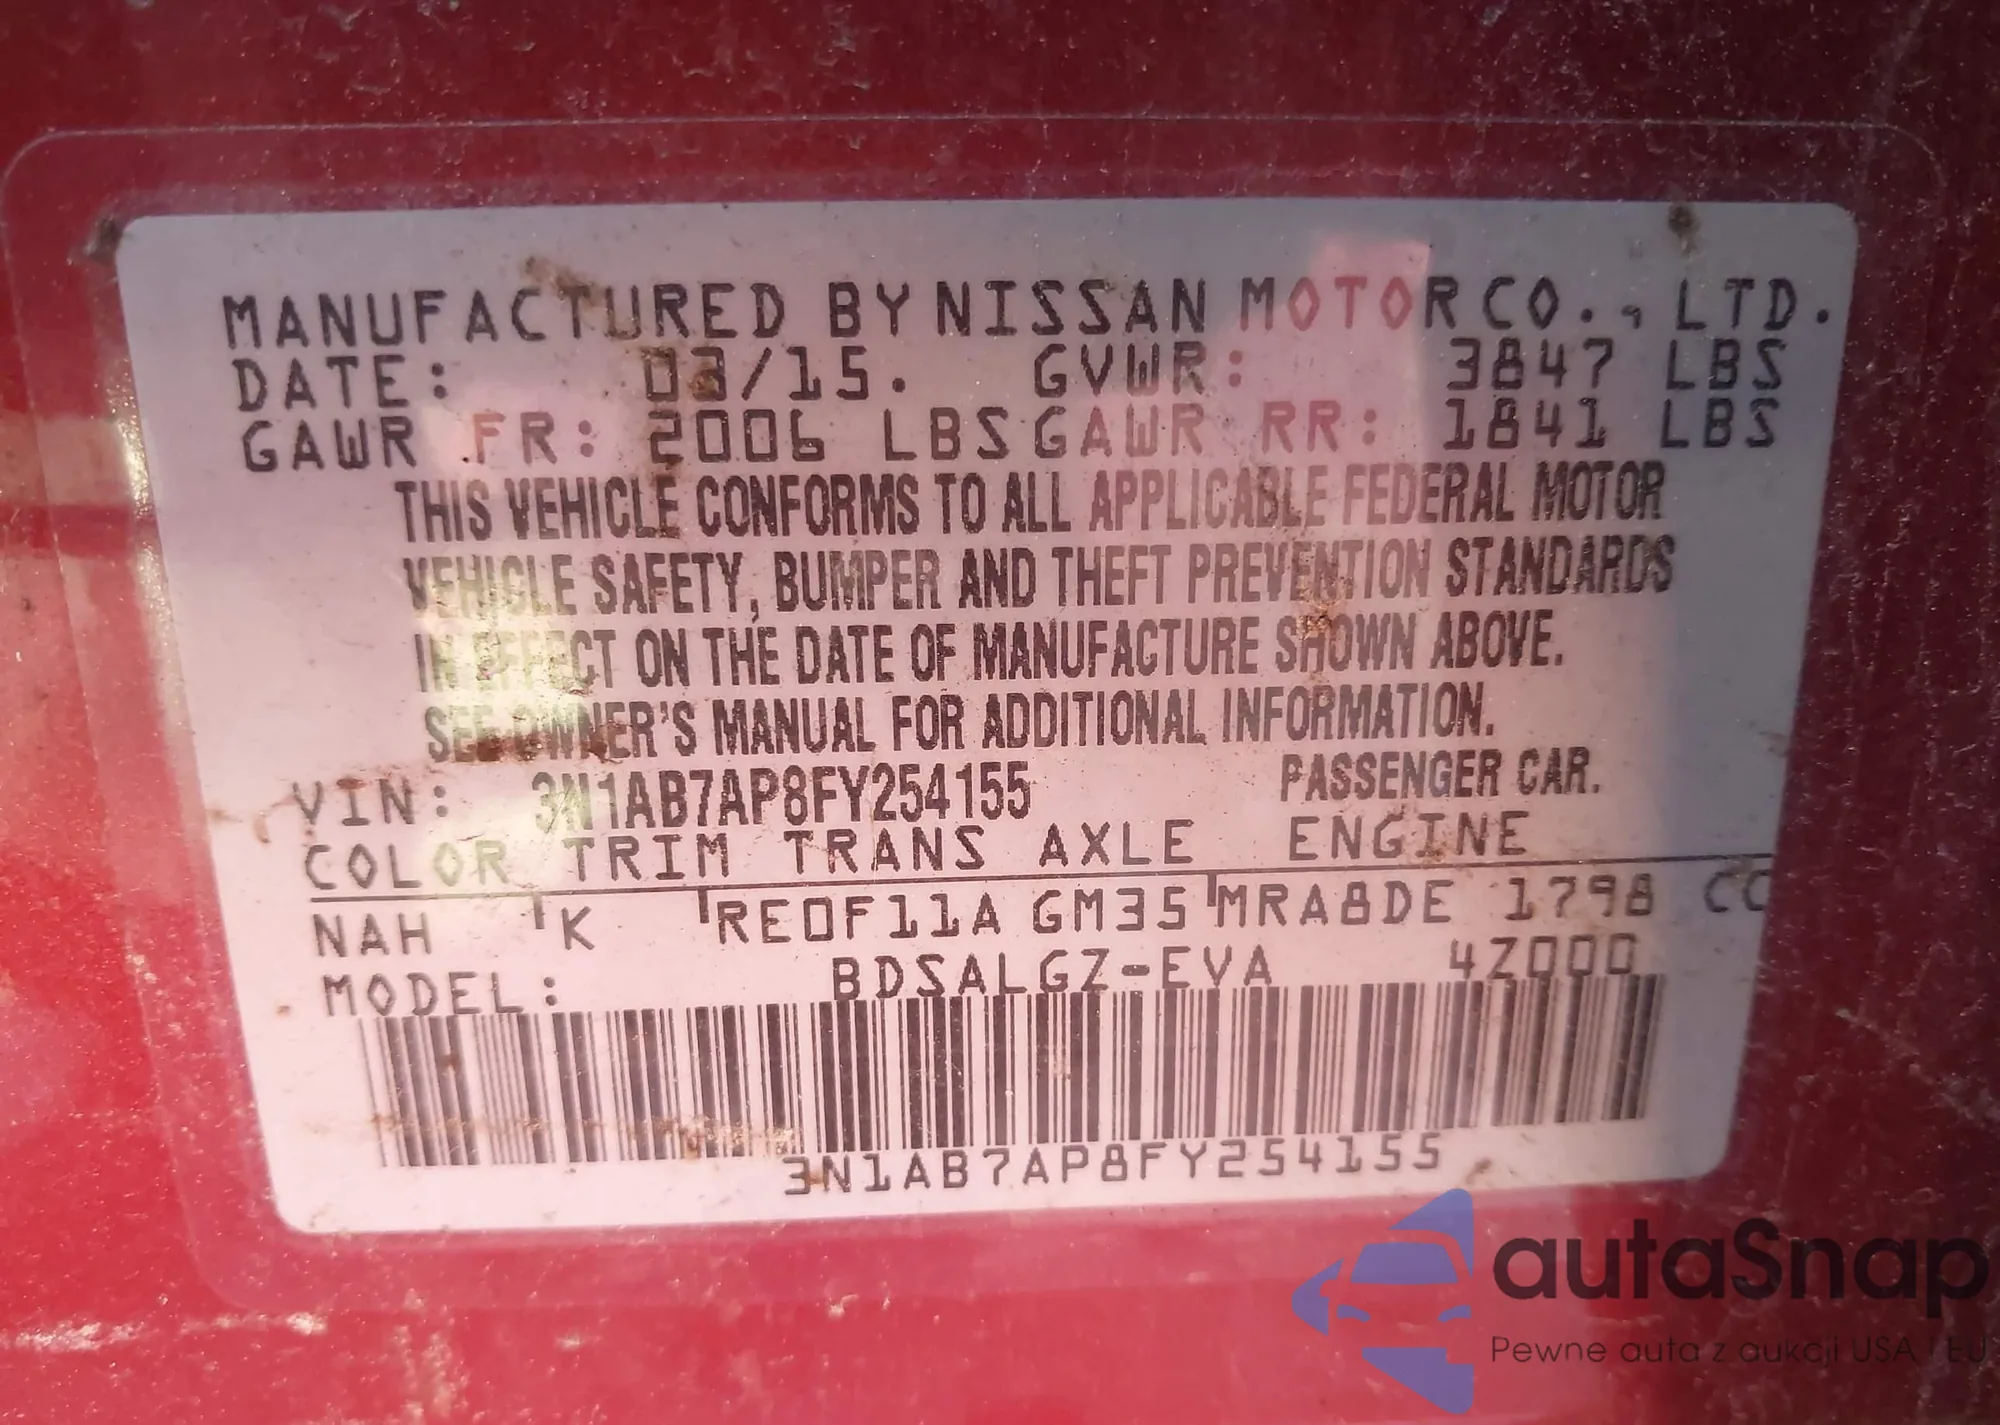 MANUFACTURED BY NISSAN MOTOR CO., LTD.
DATE: 03/15. GVWR: 3847 LBS
GAWR FR: 2006 LBS GAWR RR: 1841 LBS
THIS VEHICLE CONFORMS TO ALL APPLICABLE FEDERAL MOTOR
VEHICLE SAFETY, BUMPER AND THEFT PREVENTION STANDARDS
IN EFFECT ON THE DATE OF MANUFACTURE SHOWN ABOVE.
SEE OWNER'S MANUAL FOR ADDITIONAL INFORMATION.
VIN: 3N1AB7AP8FY254155 PASSENGER CAR.
COLOR TRIM TRANS AXLE ENGINE
NAH K RE0F11A GM35 MRA8DE 1798 CC
MODEL: BDSALGZ-EVA 4Z000
3N1AB7AP8FY254155
autaSnap
Pewne auta z aukcji USA i EU